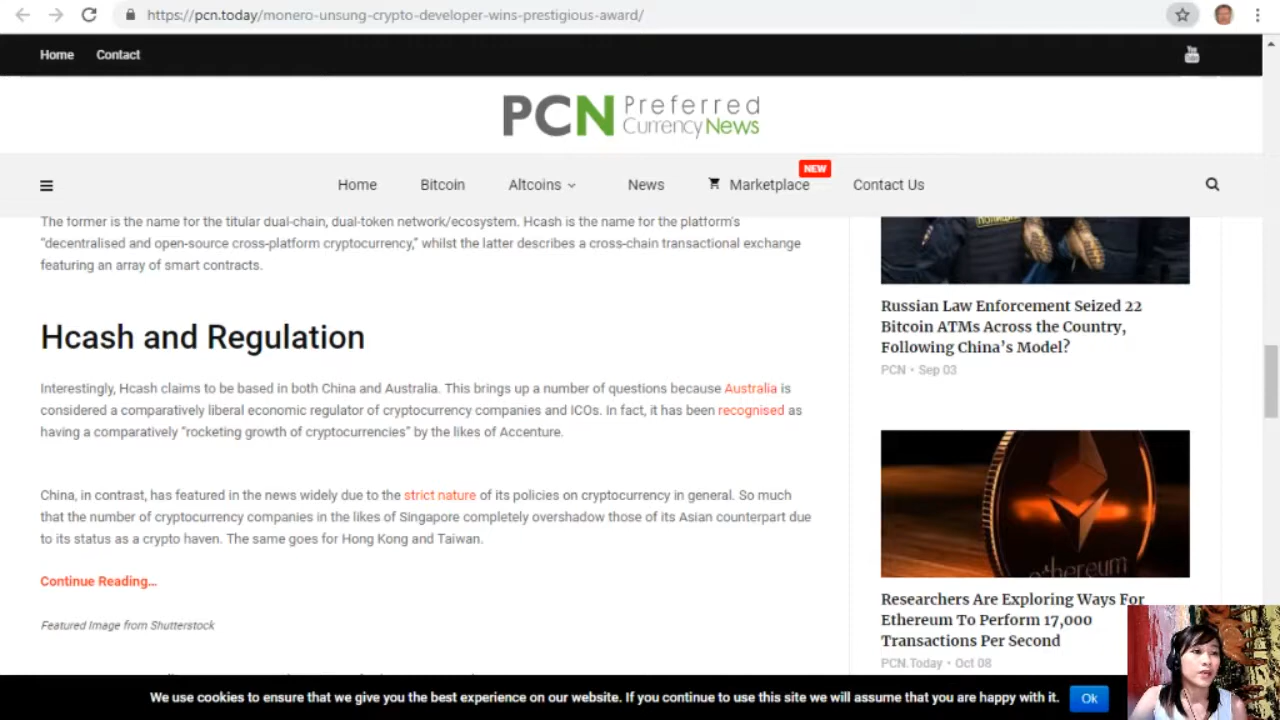 https://pcn.today/monero-unsung-crypto-developer-wins-prestigious-award/
Home Contact
You Tube
PCN Preferred
CurrencyNews
NEW
Home Bitcoin Altcoins News Marketplace Contact Us
The former is the name for the titular dual-chain, dual-token network/ecosystem. Hcash is the name for the platform's
"decentralised and open-source cross-platform cryptocurrency," whilst the latter describes a cross-chain transactional exchange
featuring an array of smart contracts.
Hcash and Regulation
Interestingly, Hcash claims to be based in both China and Australia. This brings up a number of questions because Australia is
considered a comparatively liberal economic regulator of cryptocurrency companies and ICOs. In fact, it has been recognised as
having a comparatively "rocketing growth of cryptocurrencies" by the likes of Accenture.
China, in contrast, has featured in the news widely due to the strict nature of its policies on cryptocurrency in general. So much
that the number of cryptocurrency companies in the likes of Singapore completely overshadow those of its Asian counterpart due
to its status as a crypto haven. The same goes for Hong Kong and Taiwan.
Continue Reading...
Featured Image from Shutterstock
Russian Law Enforcement Seized 22
Bitcoin ATMs Across the Country,
Following China's Model?
PCN • Sep 03
ethereum
Researchers Are Exploring Ways For
Ethereum To Perform 17,000
Transactions Per Second
PCN.Today • Oct 08
We use cookies to ensure that we give you the best experience on our website. If you continue to use this site we will assume that you are happy with it. Ok